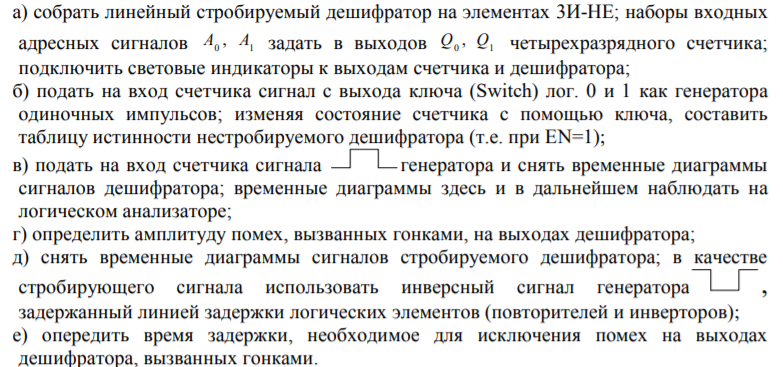 а) собрать линейный стробируемый дешифратор на элементах 3И-НЕ; наборы входных
адресных сигналов A₀, A₁ задать в выходов Q₀, Q₁ четырехразрядного счетчика;
подключить световые индикаторы к выходам счетчика и дешифратора;
б) подать на вход счетчика сигнал с выхода ключа (Switch) лог. 0 и 1 как генератора
одиночных импульсов; изменяя состояние счетчика с помощью ключа, составить
таблицу истинности нестробируемого дешифратора (т.е. при EN=1);
в) подать на вход счетчика сигнала генератора и снять временные диаграммы
сигналов дешифратора; временные диаграммы здесь и в дальнейшем наблюдать на
логическом анализаторе;
г) определить амплитуду помех, вызванных гонками, на выходах дешифратора;
д) снять временные диаграммы сигналов стробируемого дешифратора; в качестве
стробирующего сигнала использовать инверсный сигнал генератора ,
задержанный линией задержки логических элементов (повторителей и инверторов);
е) опередить время задержки, необходимое для исключения помех на выходах
дешифратора, вызванных гонками.